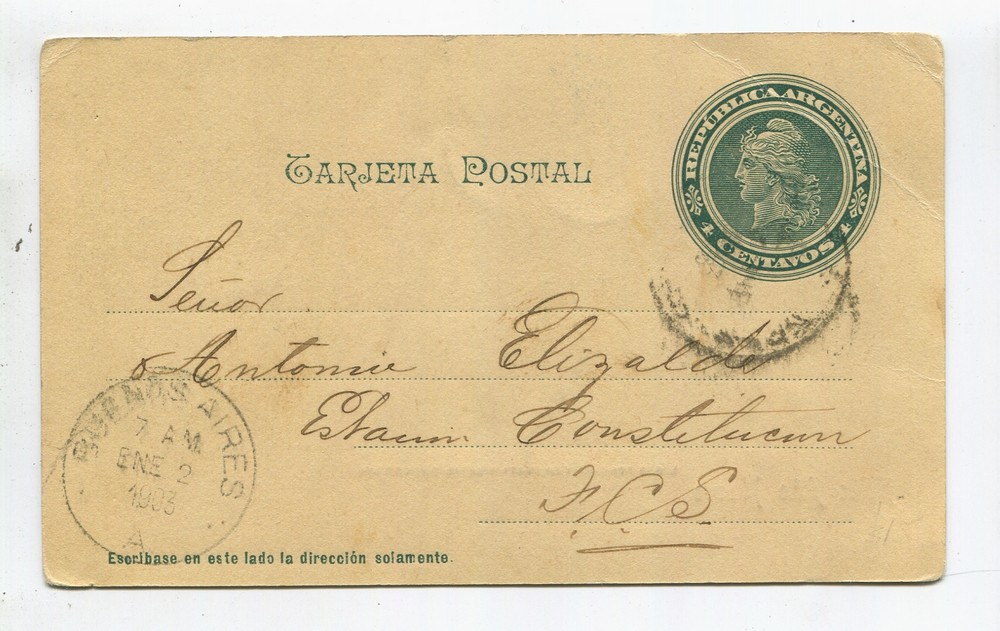 REPÚBLICA ARGENTINA
4 CENTAVOS 4
TARJETA POSTAL
Señor
Antonio Elizalde
Estacion Constitucion
F.C.S
BUENOS AIRES
7 AM
ENE 2
1903
A
Escríbase en este lado la dirección solamente.